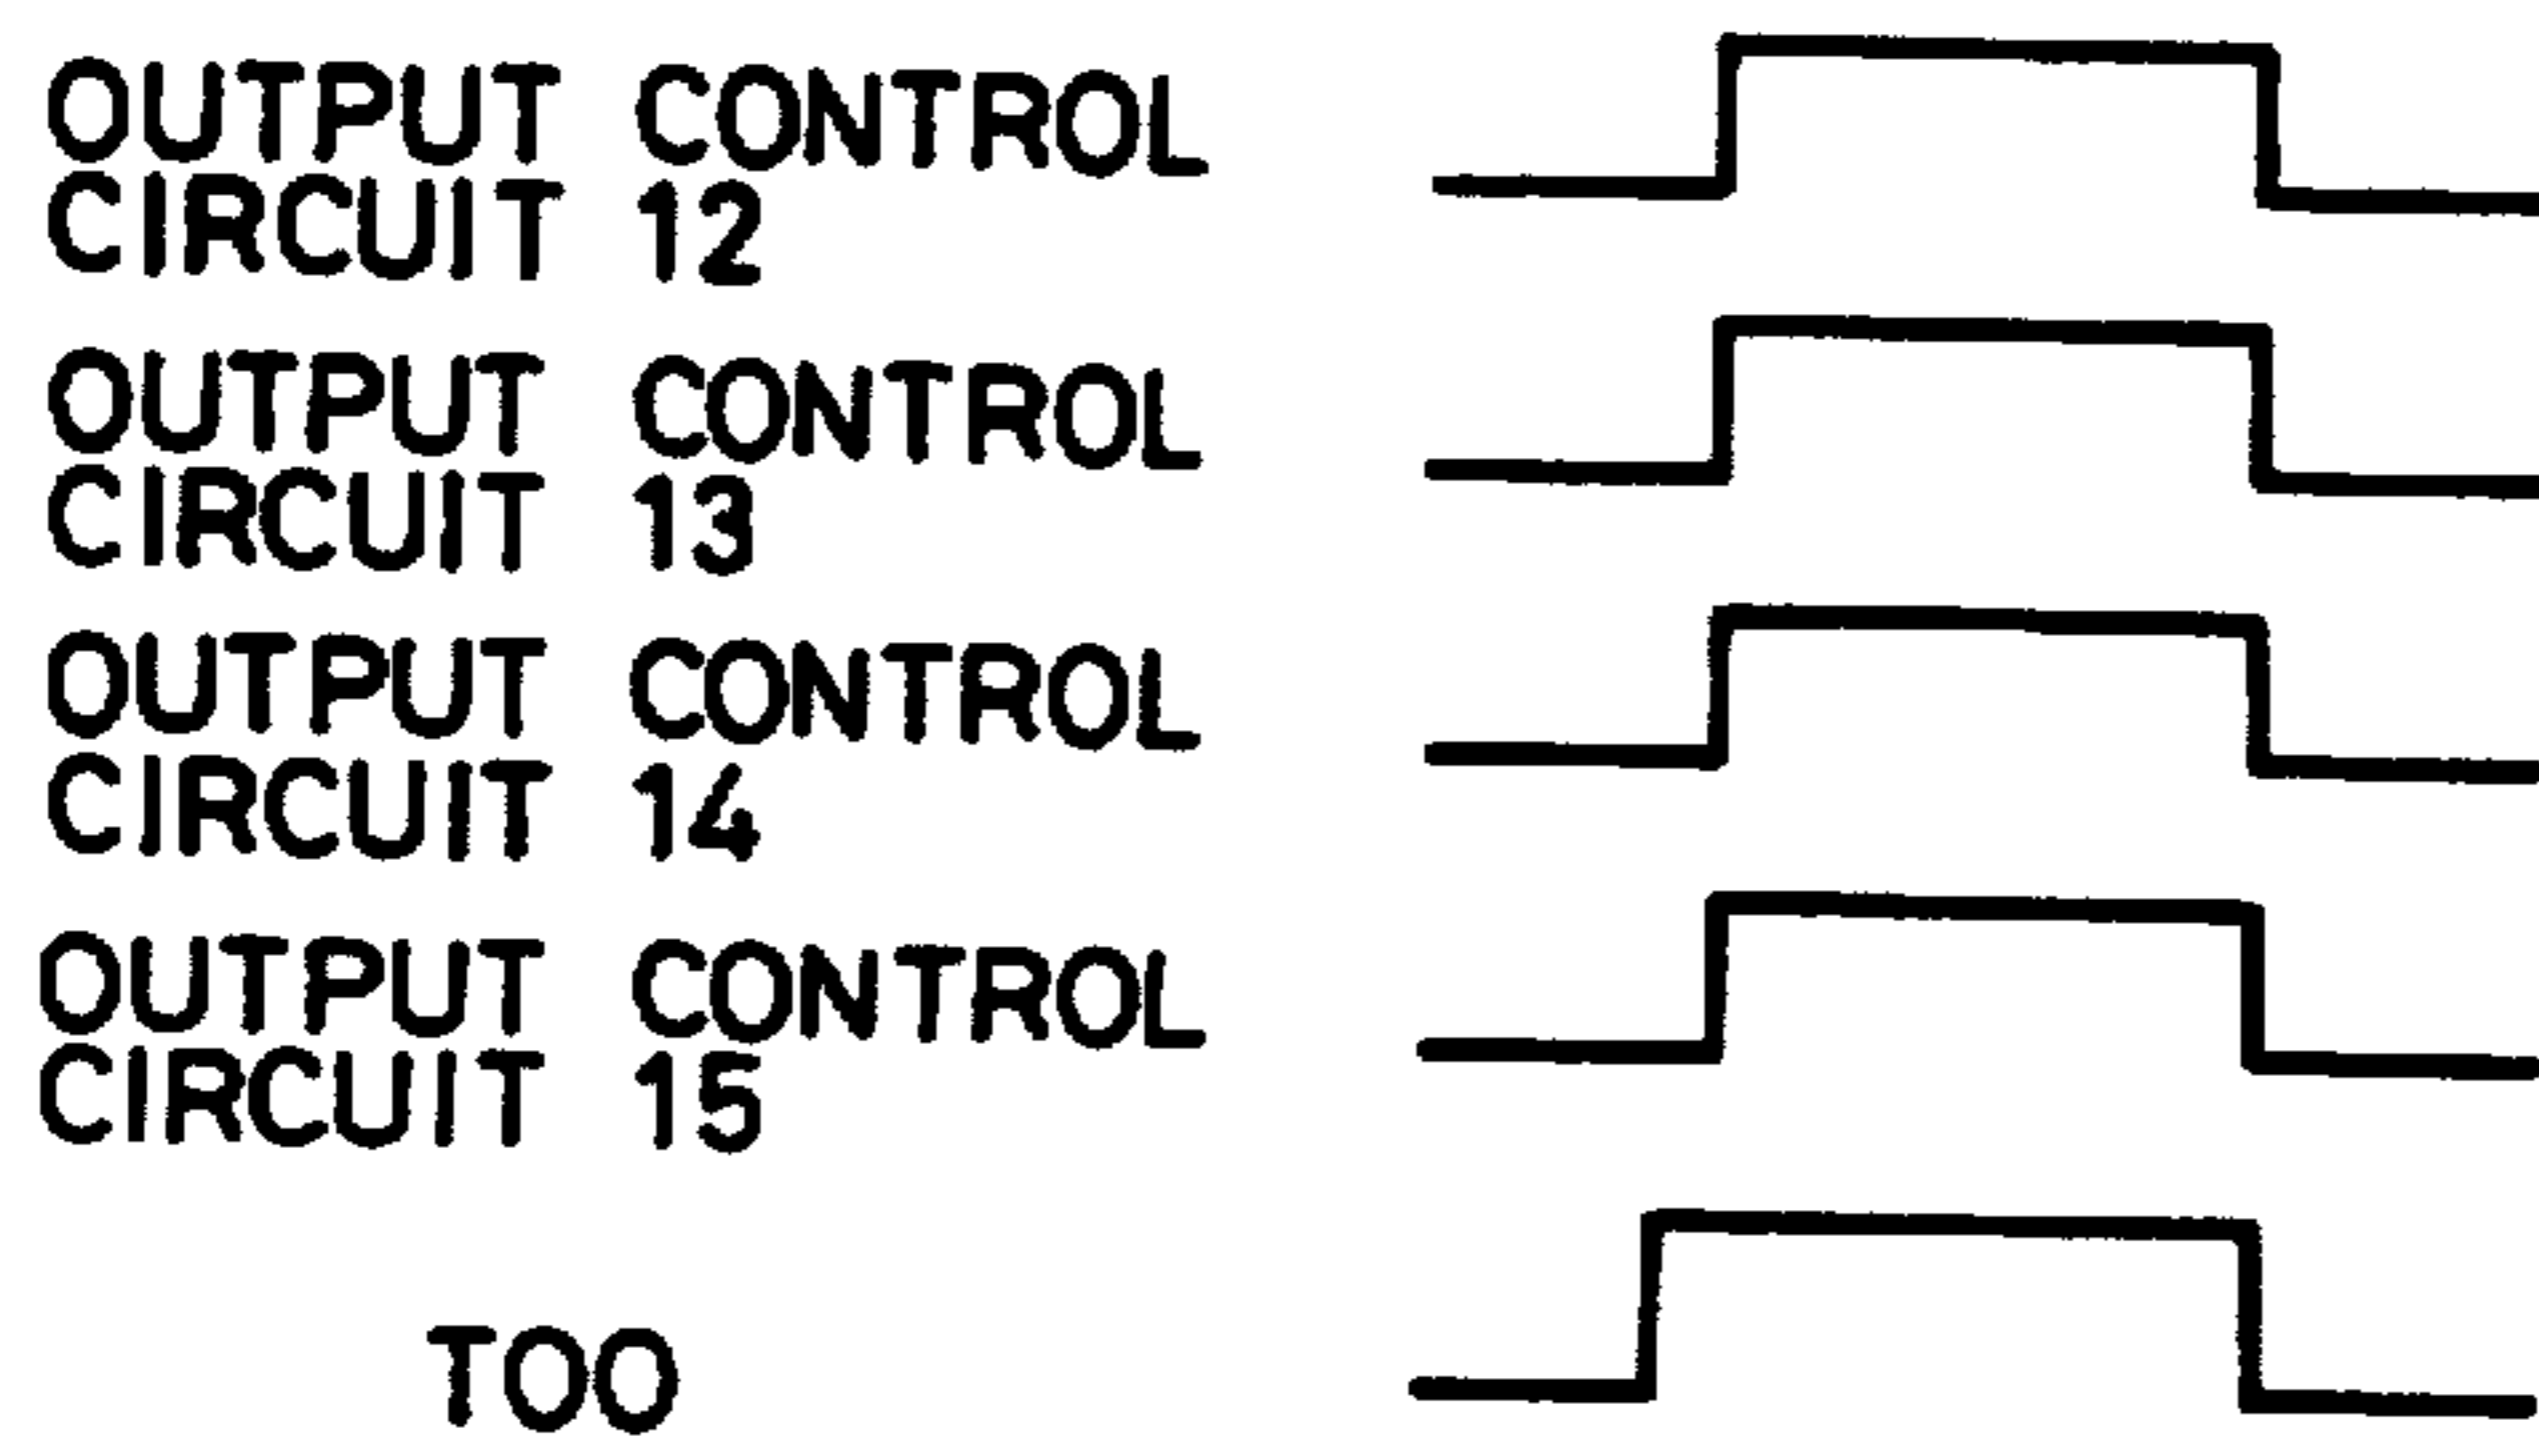 OUTPUT CONTROL
CIRCUIT 12
OUTPUT CONTROL
CIRCUIT 13
OUTPUT CONTROL
CIRCUIT 14
OUTPUT CONTROL
CIRCUIT 15
TOO